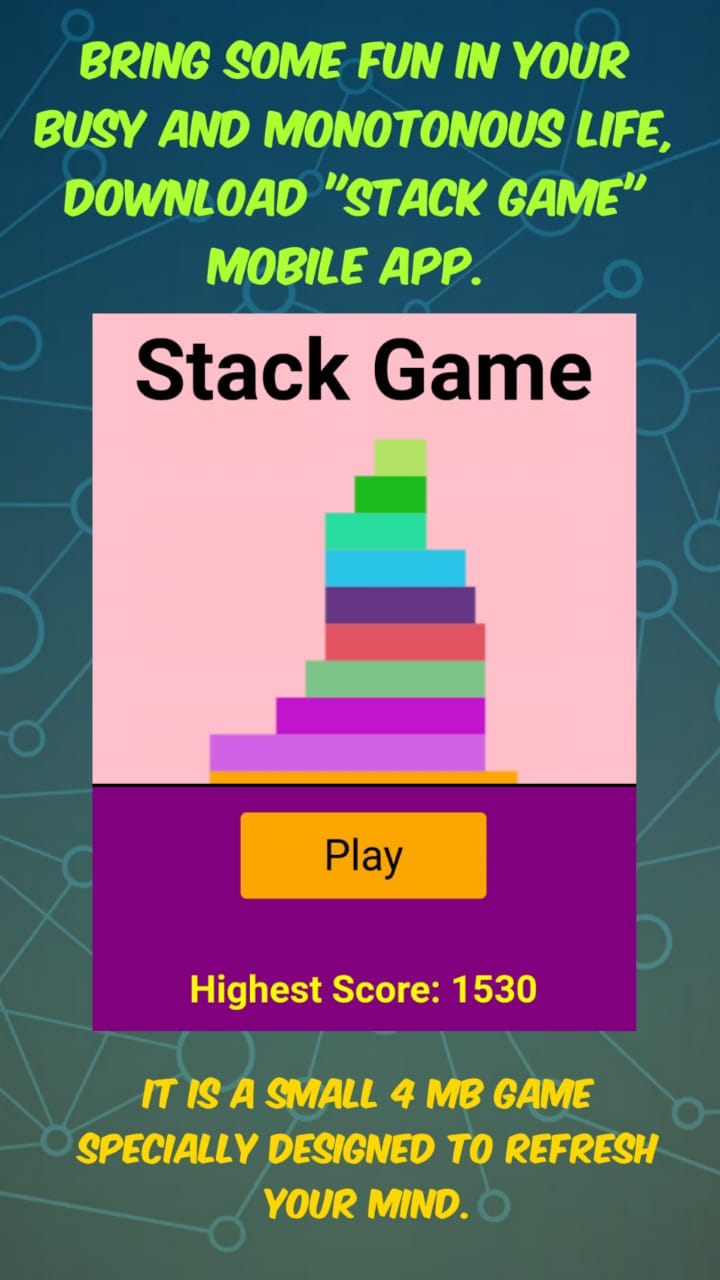 BRING SOME FUN IN YOUR
BUSY AND MONOTONOUS LIFE,
DOWNLOAD "STACK GAME"
MOBILE APP.
Stack Game
Play
Highest Score: 1530
IT IS A SMALL 4 MB GAME
SPECIALLY DESIGNED TO REFRESH
YOUR MIND.